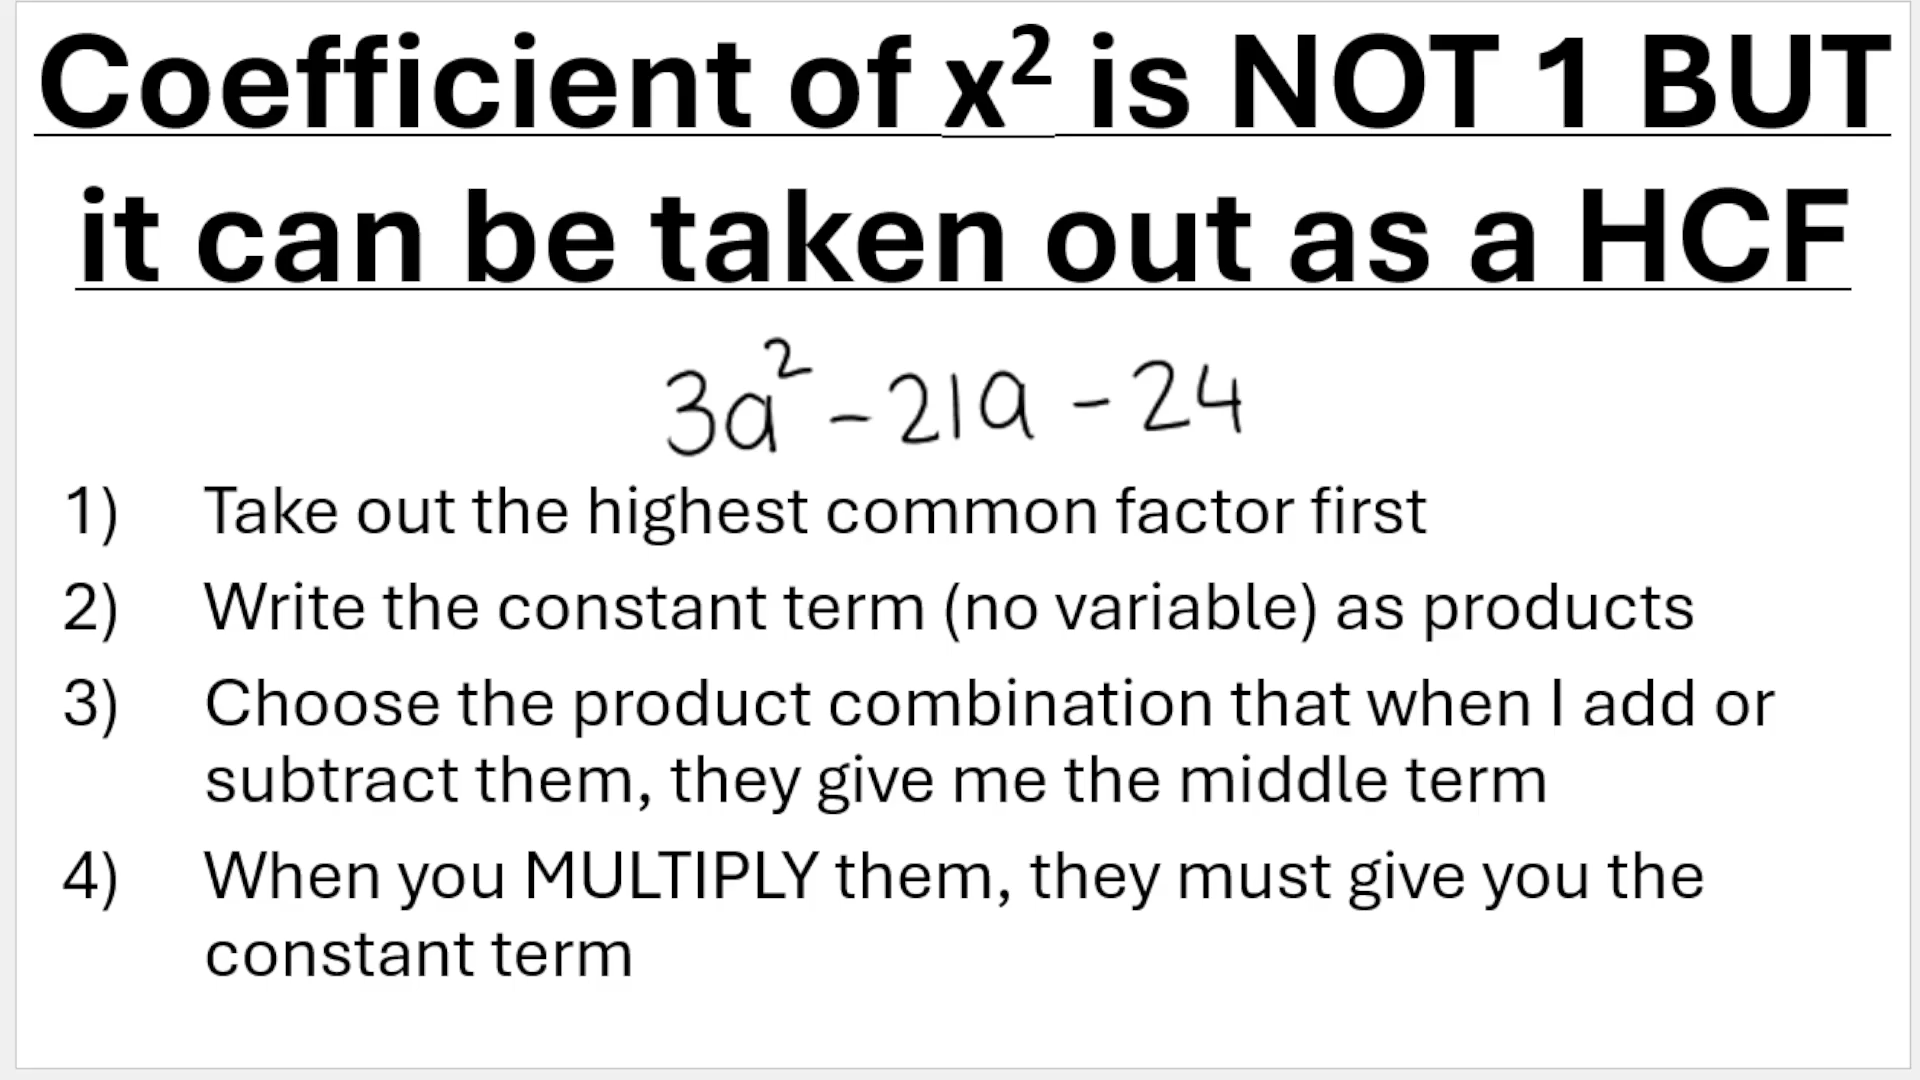 Coefficient of x² is NOT 1 BUT
it can be taken out as a HCF
3a² - 21a - 24
1) Take out the highest common factor first
2) Write the constant term (no variable) as products
3) Choose the product combination that when I add or
subtract them, they give me the middle term
4) When you MULTIPLY them, they must give you the
constant term